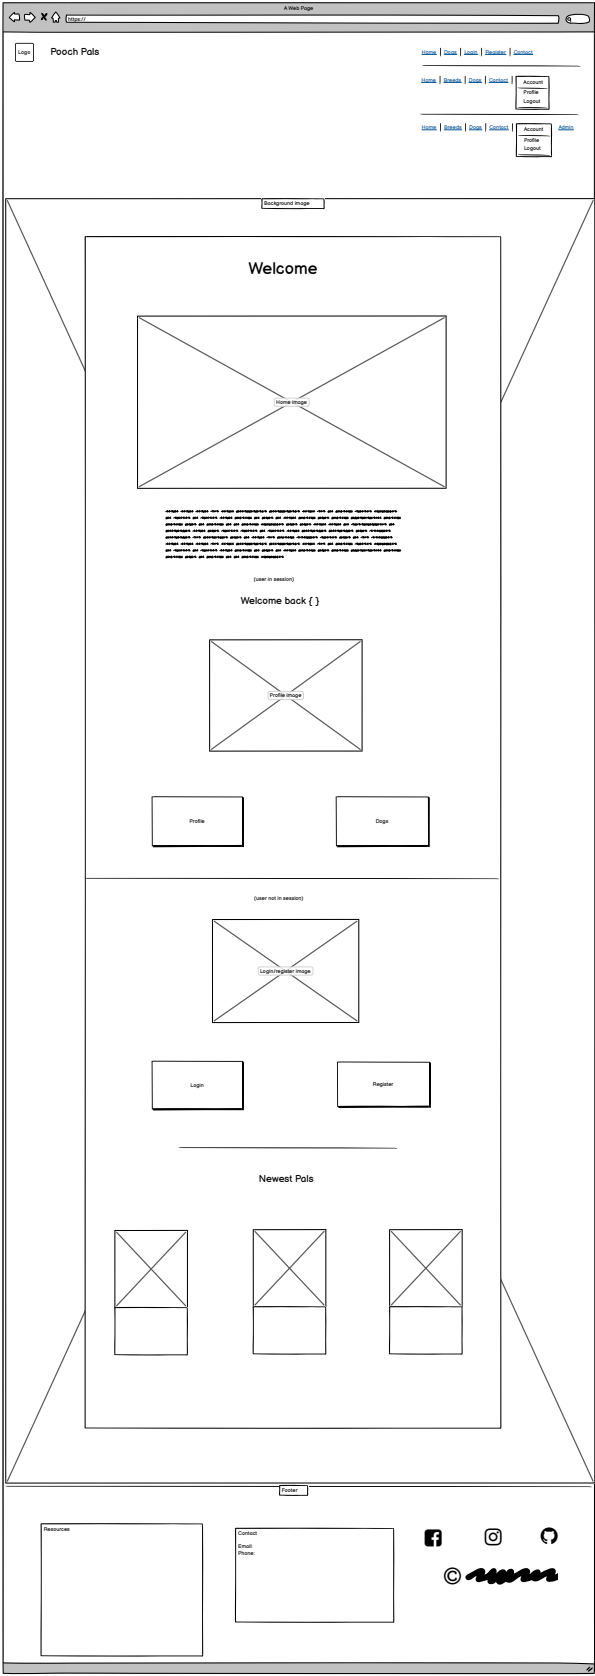 A Web Page
https://
Logo
Pooch Pals
Home Dogs Login Register Contact
Home Breeds Dogs Contact Account
Profile
Logout
Home Breeds Dogs Contact Account Admin
Profile
Logout
Background image
Welcome
Home image
(user in session)
Welcome back { }
Profile image
Profile Dogs
(user not in session)
Login/register image
Login Register
Newest Pals
Footer
Resources
Contact
Email:
Phone:
©